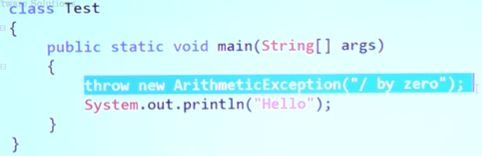 class Test
{
public static void main(String[] args)
{
throw new ArithmeticException("/ by zero");
System.out.println("Hello");
}
}